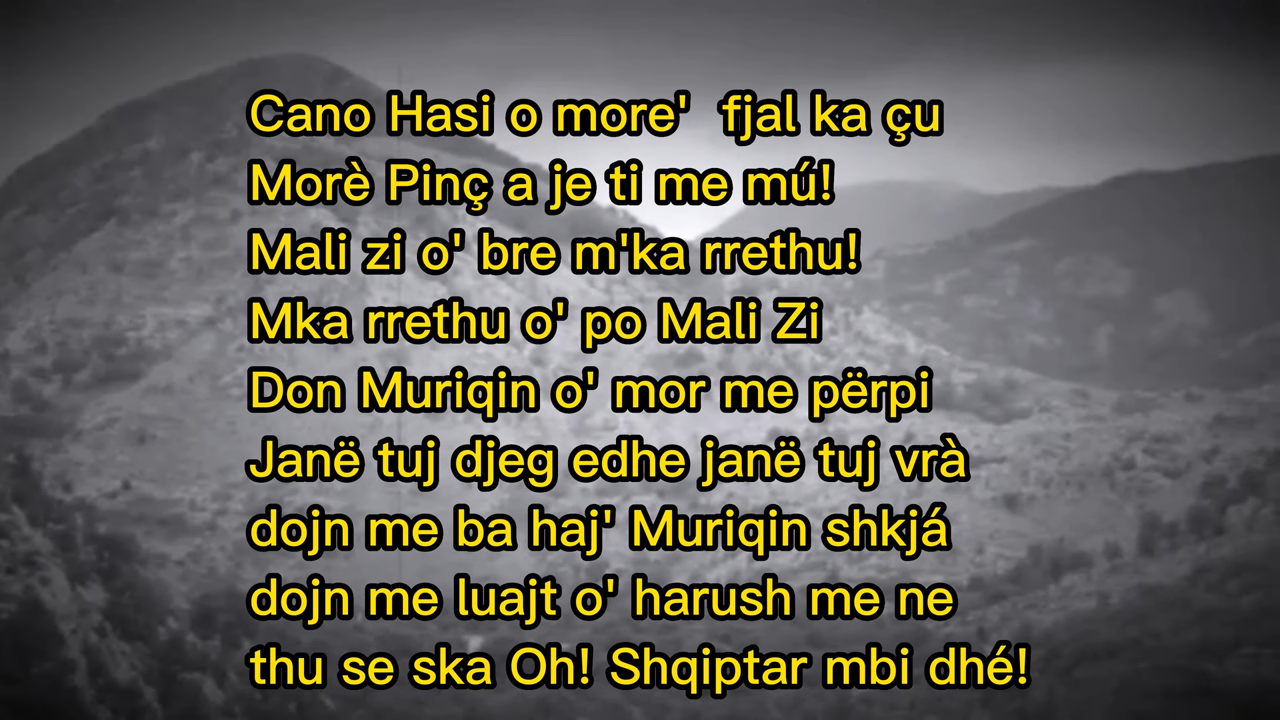 Cano Hasi o more'  fjal ka çu
Morè Pinç a je ti me mú!
Mali zi o' bre m'ka rrethu!
Mka rrethu o' po Mali Zi
Don Muriqin o' mor me përpi
Janë tuj djeg edhe janë tuj vrà
dojn me ba haj' Muriqin shkjá
dojn me luajt o' harush me ne
thu se ska Oh! Shqiptar mbi dhé!